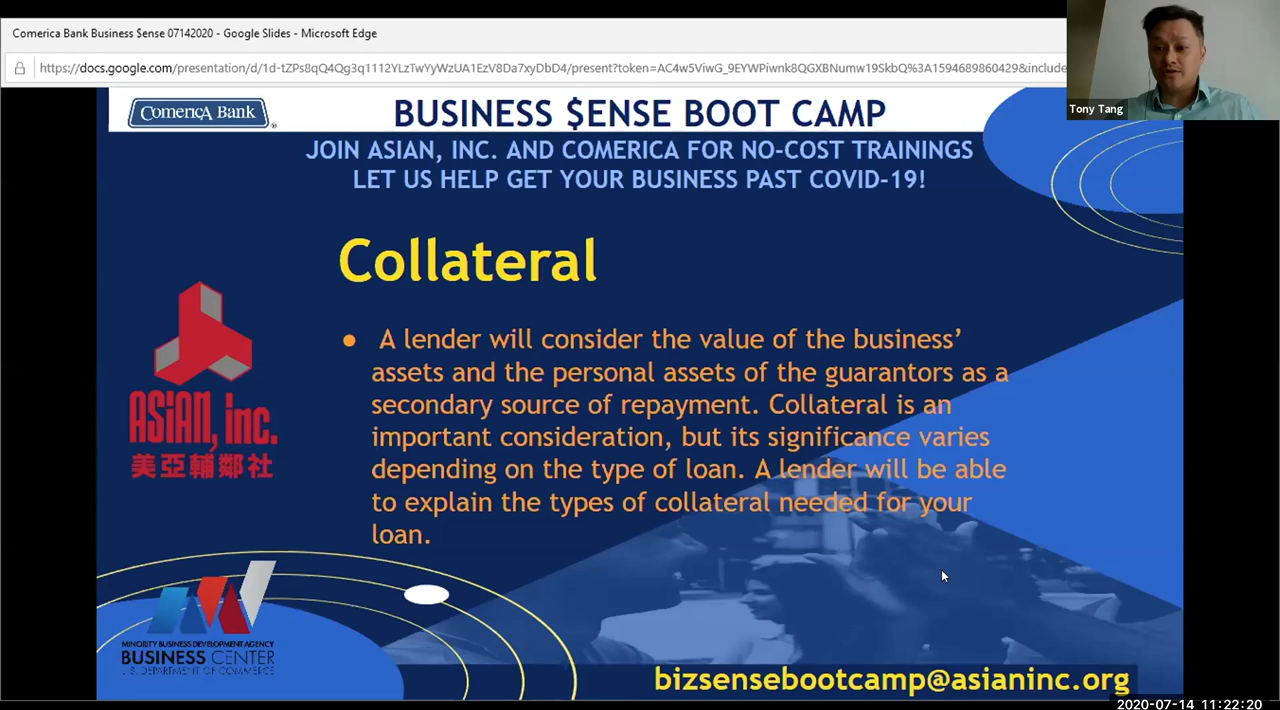 Comerica Bank Business $ense 07142020 - Google Slides - Microsoft Edge
https://docs.google.com/presentation/d/1d-tZPs8qQ4Qg3q1112YLzTwYyWzUA1EzV8Da7xyDbD4/present?token=AC4w5ViwG_9EYWPiwnk8QGXBNumw19SkbQ%3A1594689860429&include
Tony Tang
ComericA Bank
BUSINESS $ENSE BOOT CAMP
JOIN ASIAN, INC. AND COMERICA FOR NO-COST TRAININGS
LET US HELP GET YOUR BUSINESS PAST COVID-19!
Collateral
● A lender will consider the value of the business’
assets and the personal assets of the guarantors as a
secondary source of repayment. Collateral is an
important consideration, but its significance varies
depending on the type of loan. A lender will be able
to explain the types of collateral needed for your
loan.
ASiAN, inc.
美亞輔鄰社
MINORITY BUSINESS DEVELOPMENT AGENCY
BUSINESS CENTER
U.S. DEPARTMENT OF COMMERCE
bizsensebootcamp@asianinc.org
2020-07-14 11:22:20